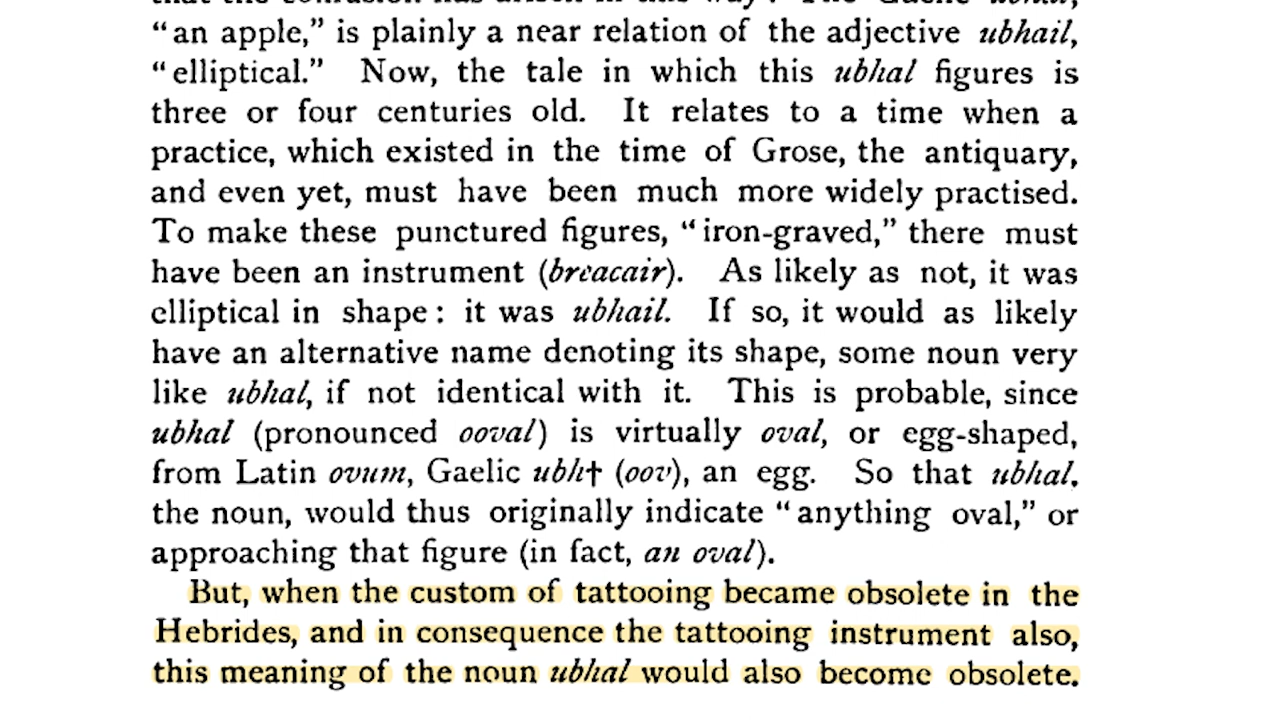 “an apple,” is plainly a near relation of the adjective ubhail,
“elliptical.” Now, the tale in which this ubhal figures is
three or four centuries old. It relates to a time when a
practice, which existed in the time of Grose, the antiquary,
and even yet, must have been much more widely practised.
To make these punctured figures, “iron-graved,” there must
have been an instrument (breacair). As likely as not, it was
elliptical in shape: it was ubhail. If so, it would as likely
have an alternative name denoting its shape, some noun very
like ubhal, if not identical with it. This is probable, since
ubhal (pronounced ooval) is virtually oval, or egg-shaped,
from Latin ovum, Gaelic ubh† (oov), an egg. So that ubhal,
the noun, would thus originally indicate “anything oval,” or
approaching that figure (in fact, an oval).
But, when the custom of tattooing became obsolete in the
Hebrides, and in consequence the tattooing instrument also,
this meaning of the noun ubhal would also become obsolete.